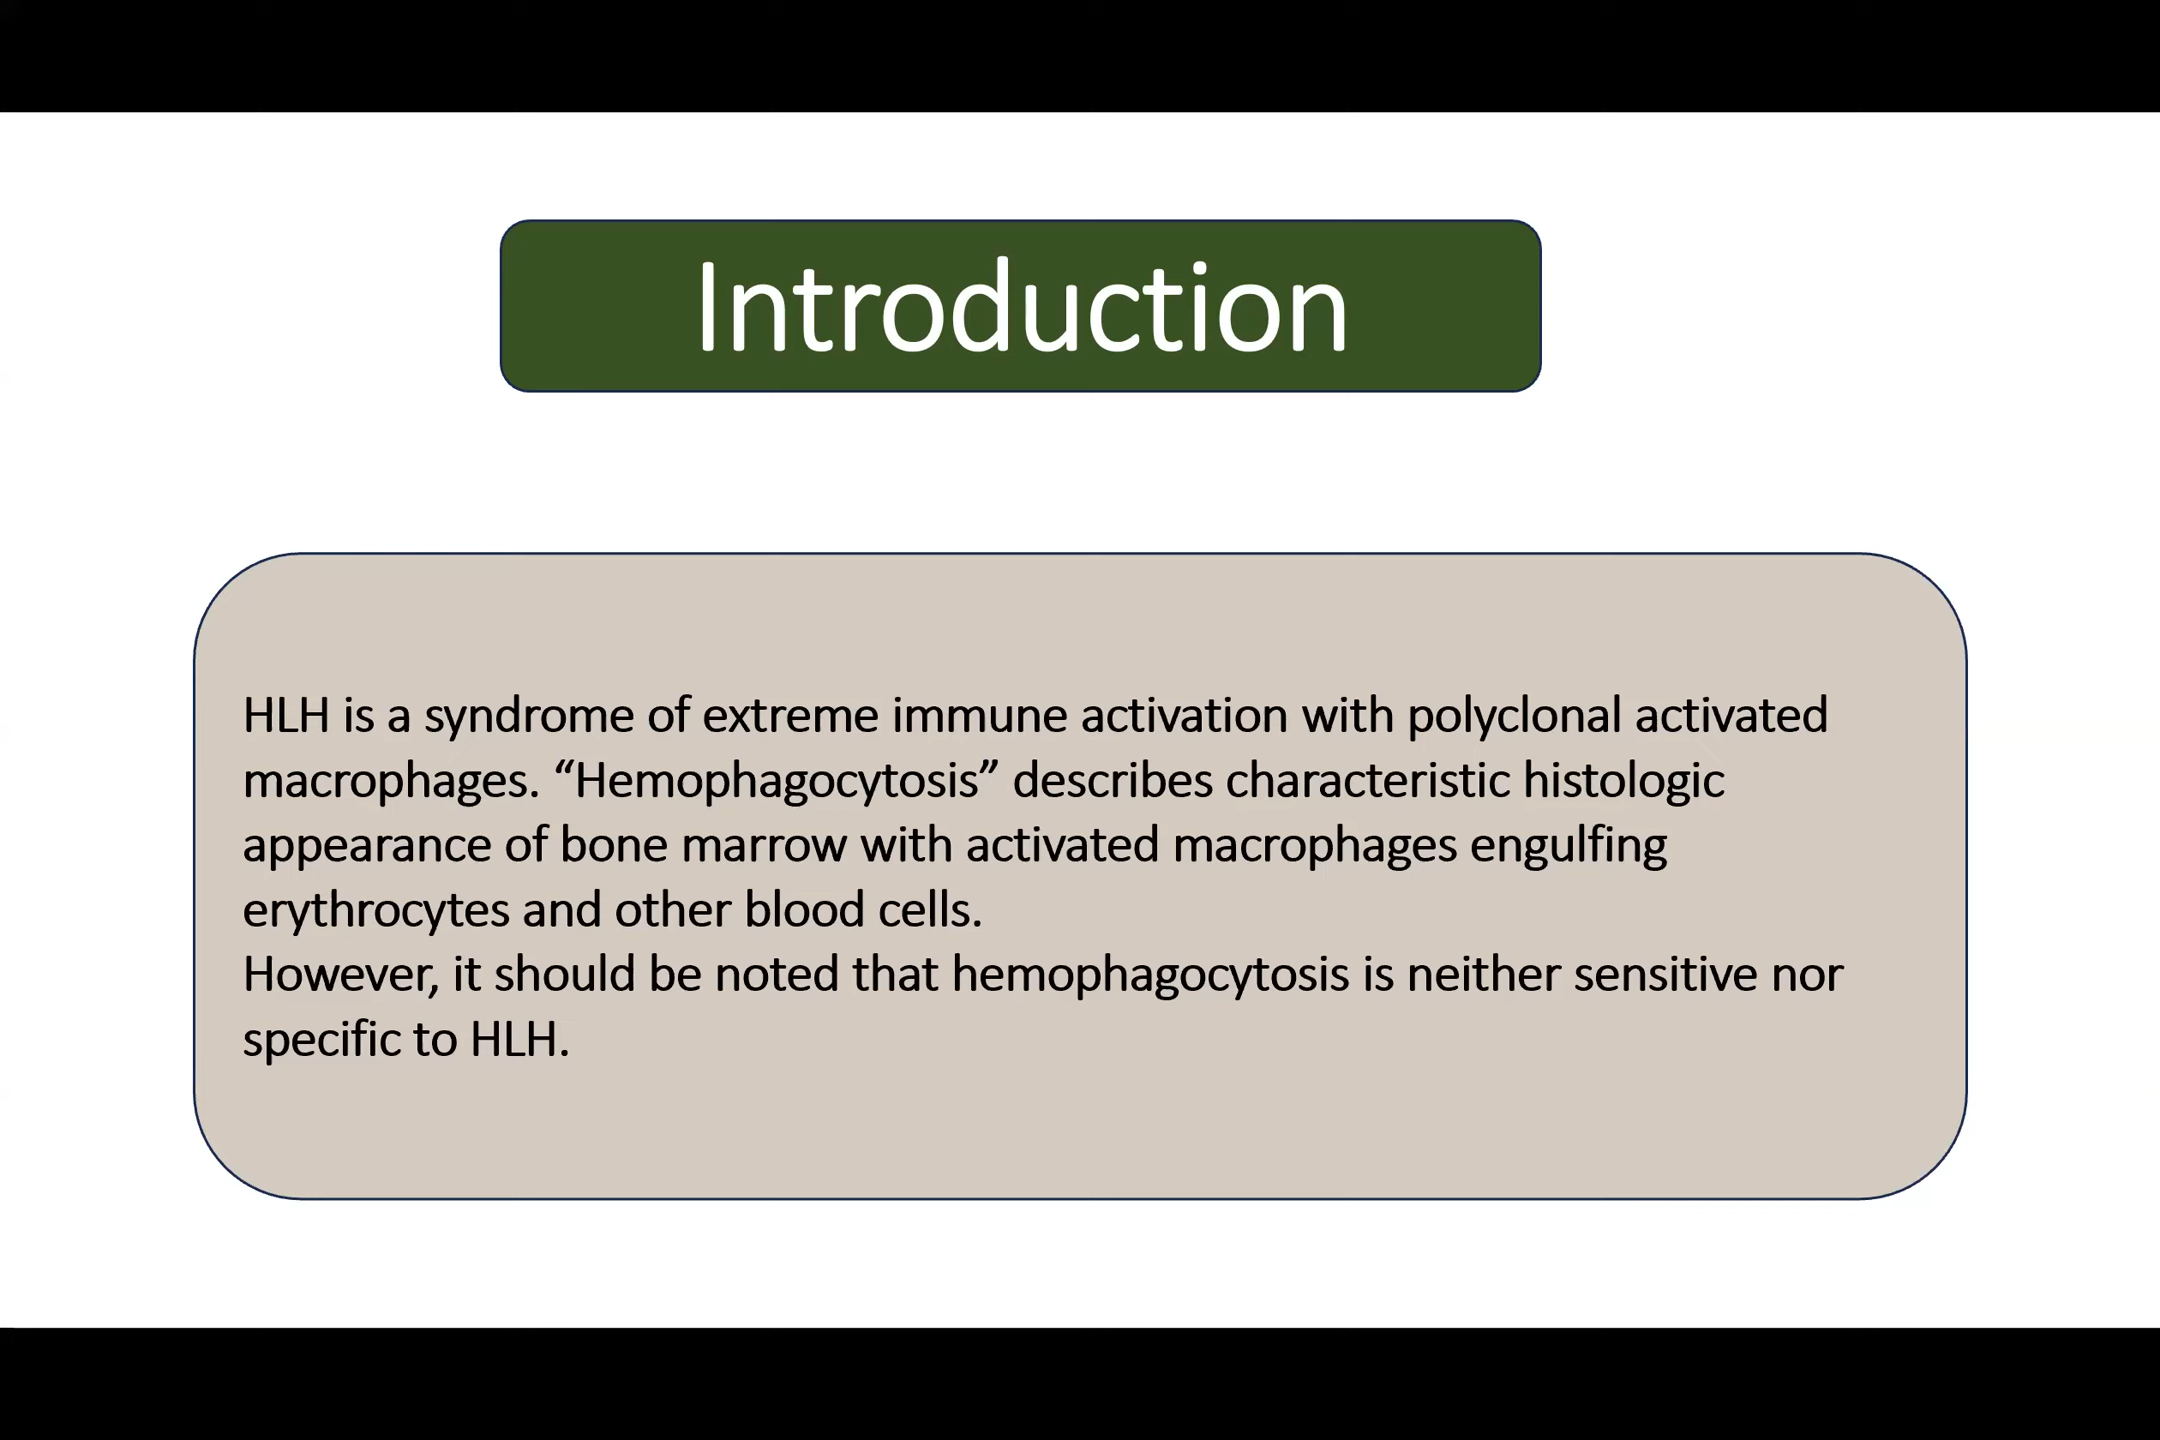 Introduction
HLH is a syndrome of extreme immune activation with polyclonal activated
macrophages. “Hemophagocytosis” describes characteristic histologic
appearance of bone marrow with activated macrophages engulfing
erythrocytes and other blood cells.
However, it should be noted that hemophagocytosis is neither sensitive nor
specific to HLH.